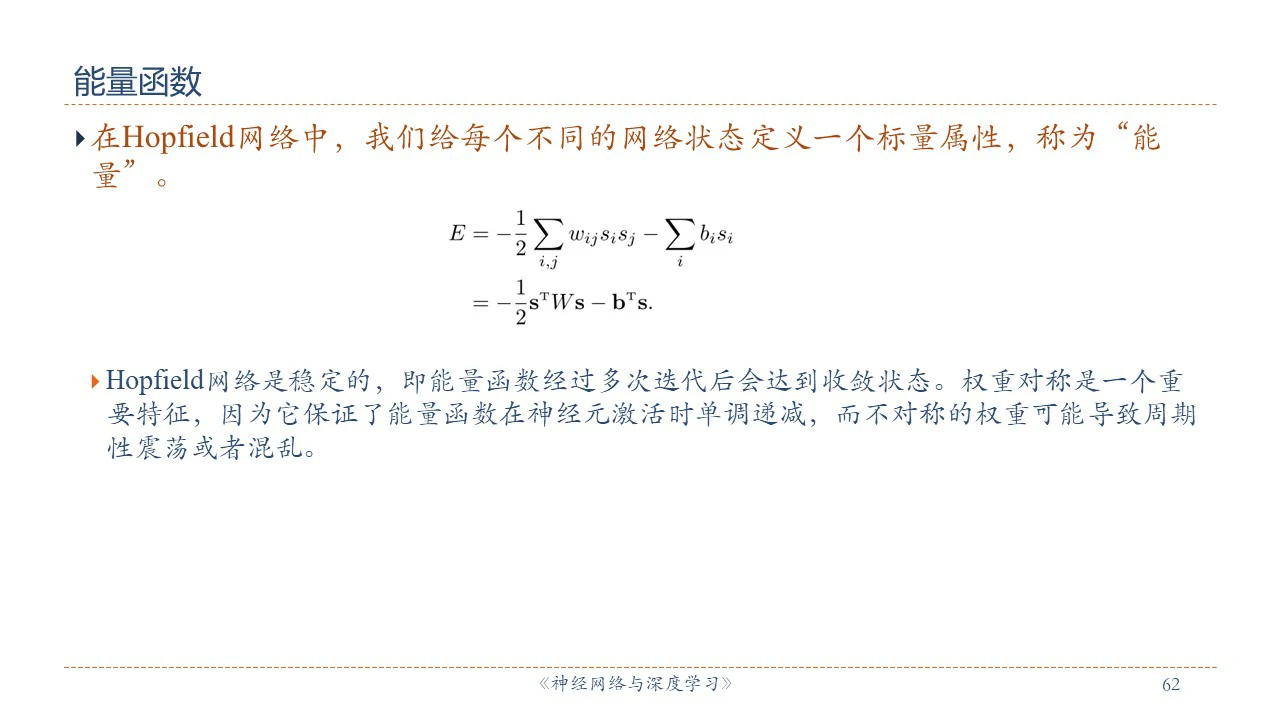 能量函数
在Hopfield网络中，我们给每个不同的网络状态定义一个标量属性，称为“能
量”。
E = −\frac{1}{2} \sum_{i,j} w_{ij} s_i s_j − \sum_i b_i s_i
= −\frac{1}{2} \mathbf{s}^{\mathrm{T}} W \mathbf{s} − \mathbf{b}^{\mathrm{T}} \mathbf{s}.
Hopfield网络是稳定的，即能量函数经过多次迭代后会达到收敛状态。权重对称是一个重
要特征，因为它保证了能量函数在神经元激活时单调递减，而不对称的权重可能导致周期
性震荡或者混乱。
《神经网络与深度学习》
62